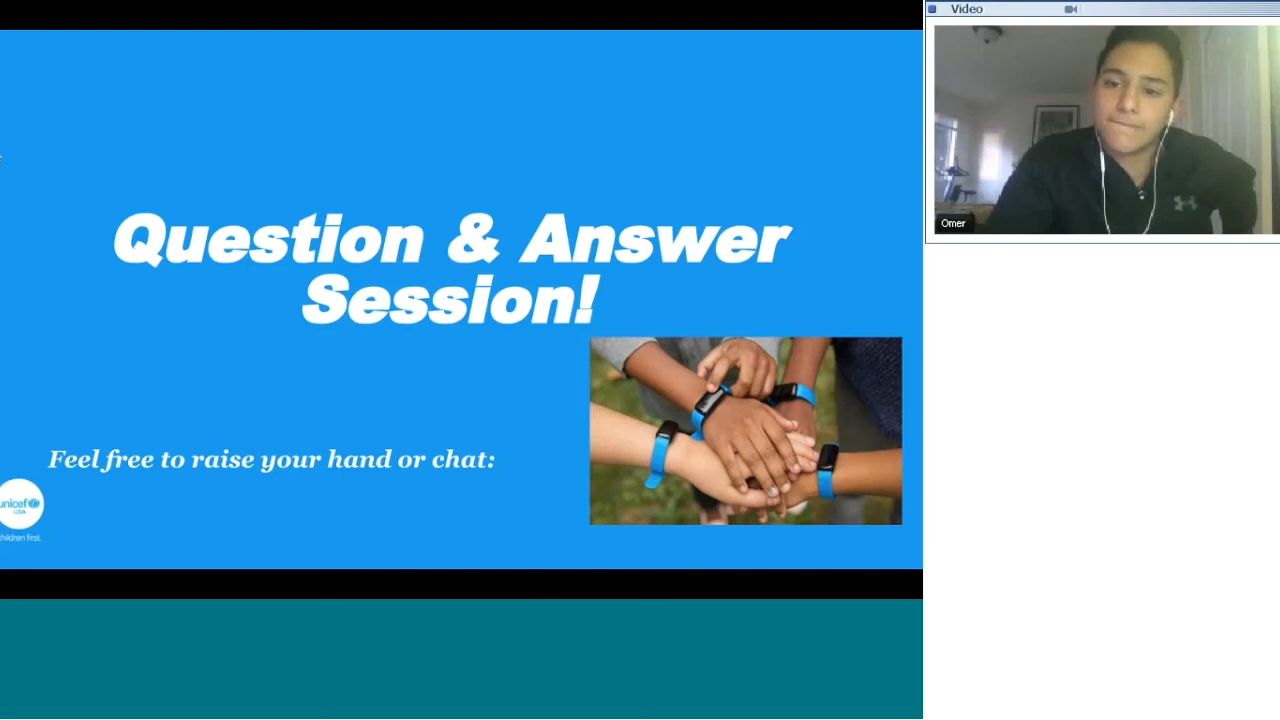 Video
Question & Answer
Session!
Feel free to raise your hand or chat:
unicef
USA
children first.
Omer